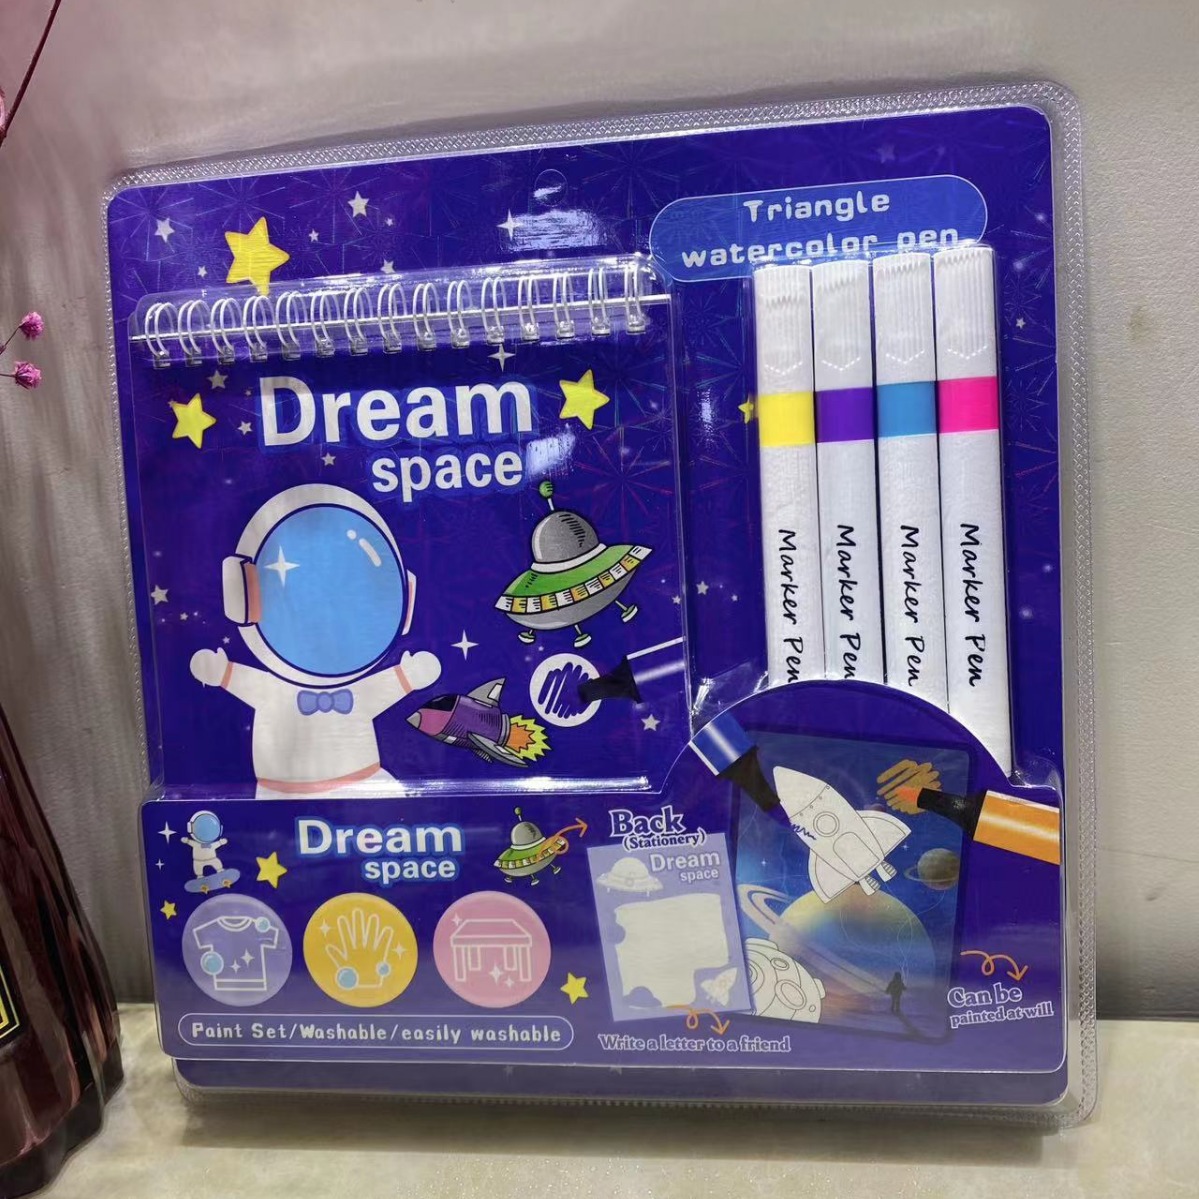 Triangle
watercolor pen
Dream
space
Marker Pen
Marker Pen
Marker Pen
Marker Pen
Dream
space
Back
(Stationery)
Dream
space
Can be
painted at will
Paint Set/Washable/easily washable
Write a letter to a friend